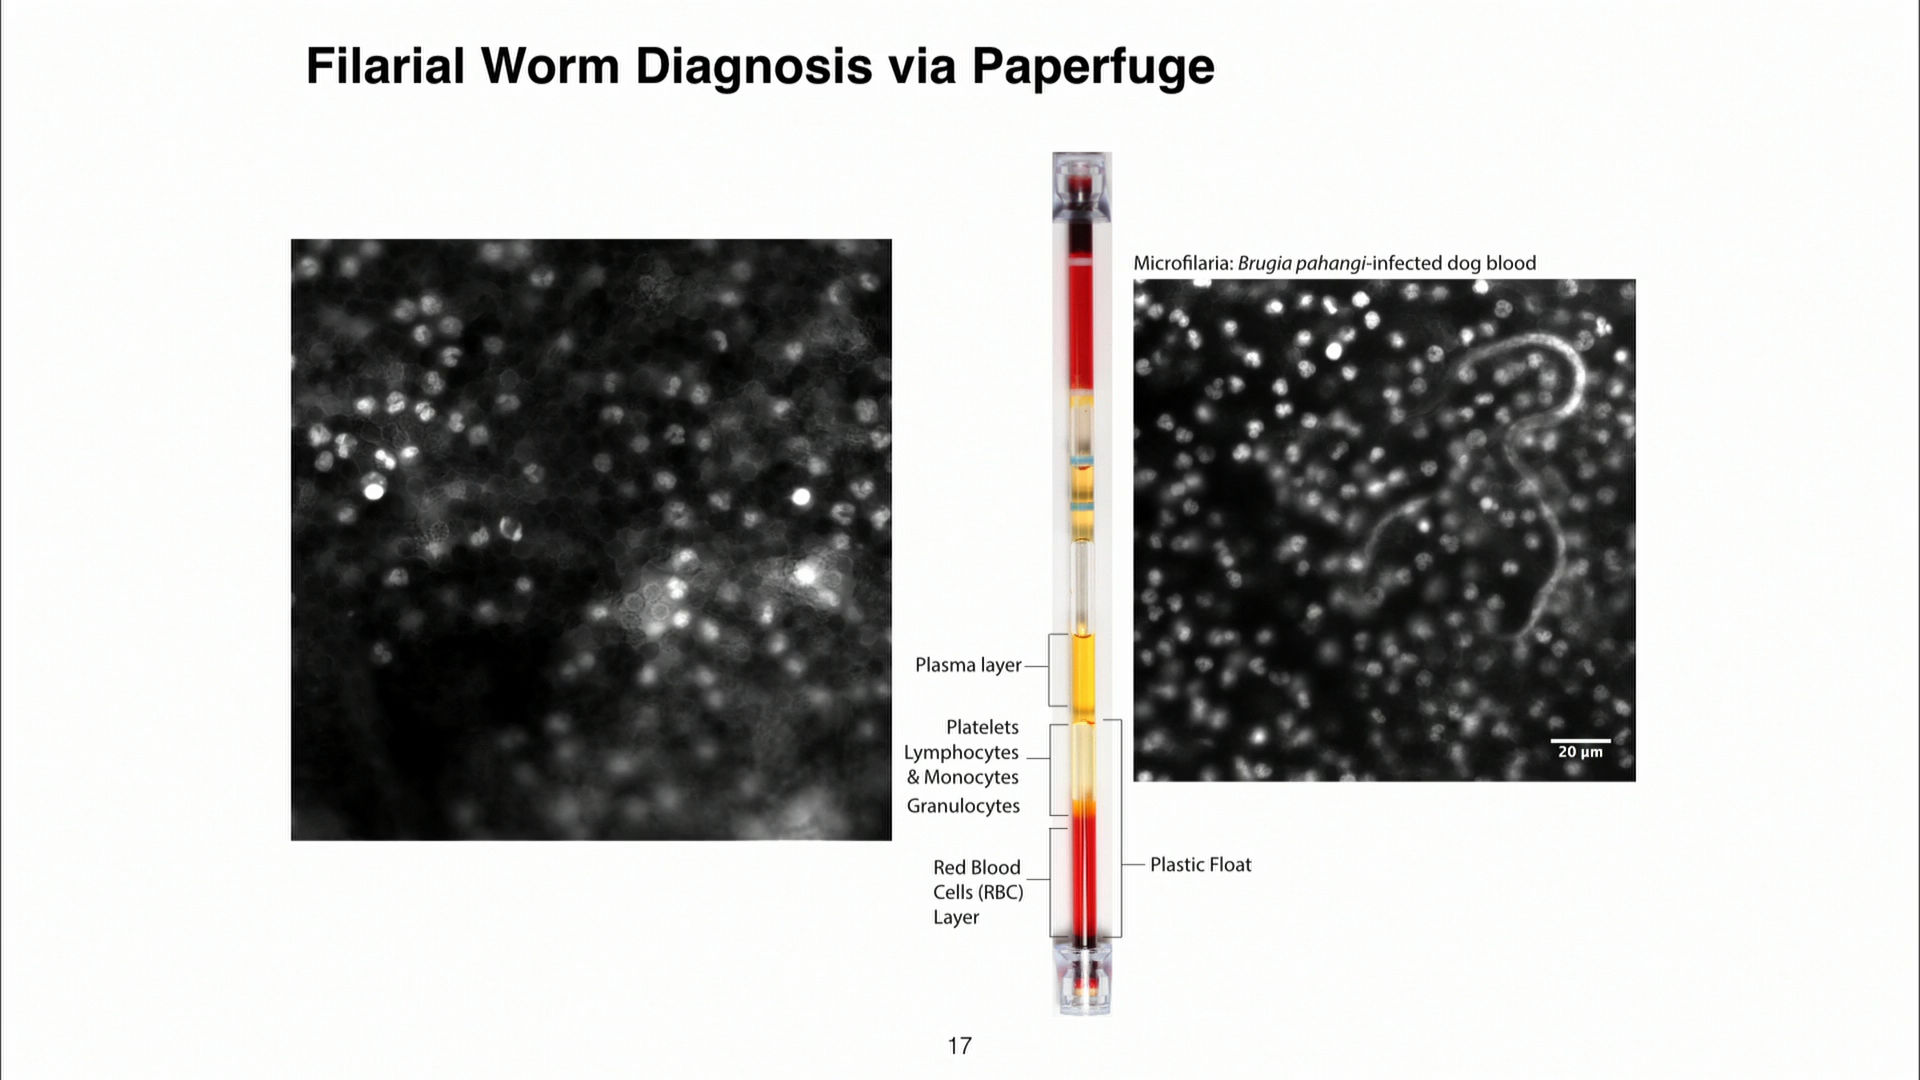 Filarial Worm Diagnosis via Paperfuge
Microfilaria: Brugia pahangi-infected dog blood
20 µm
Plasma layer
Platelets
Lymphocytes
& Monocytes
Granulocytes
Red Blood
Cells (RBC)
Layer
Plastic Float
17